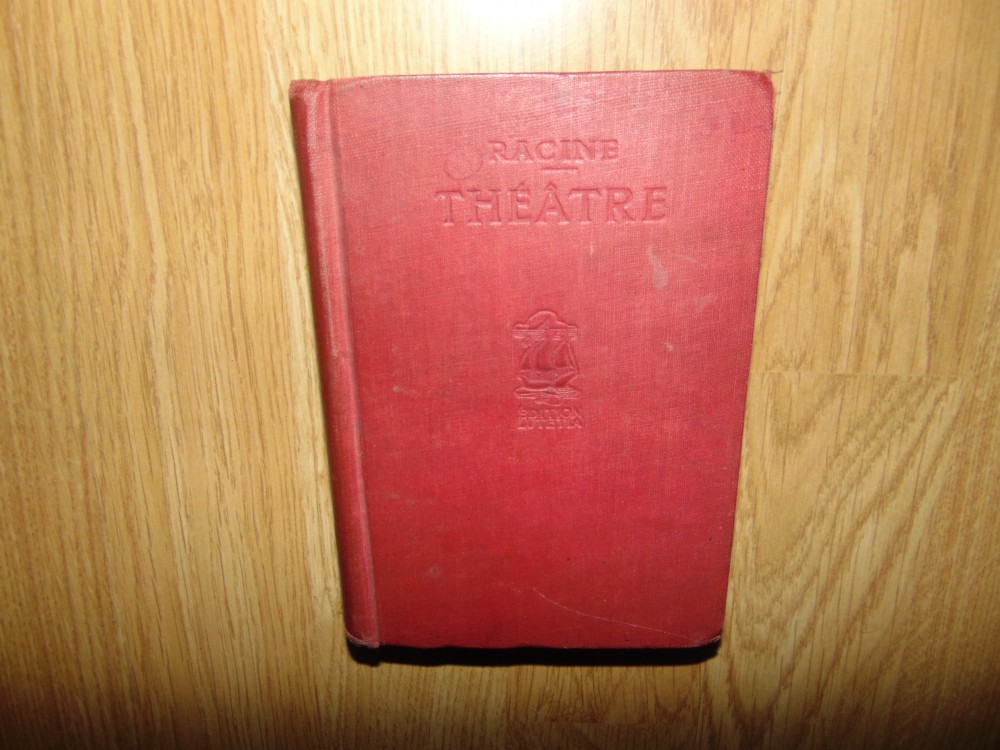 RACINE
THÉÂTRE
ÉDITION
LUTETIA